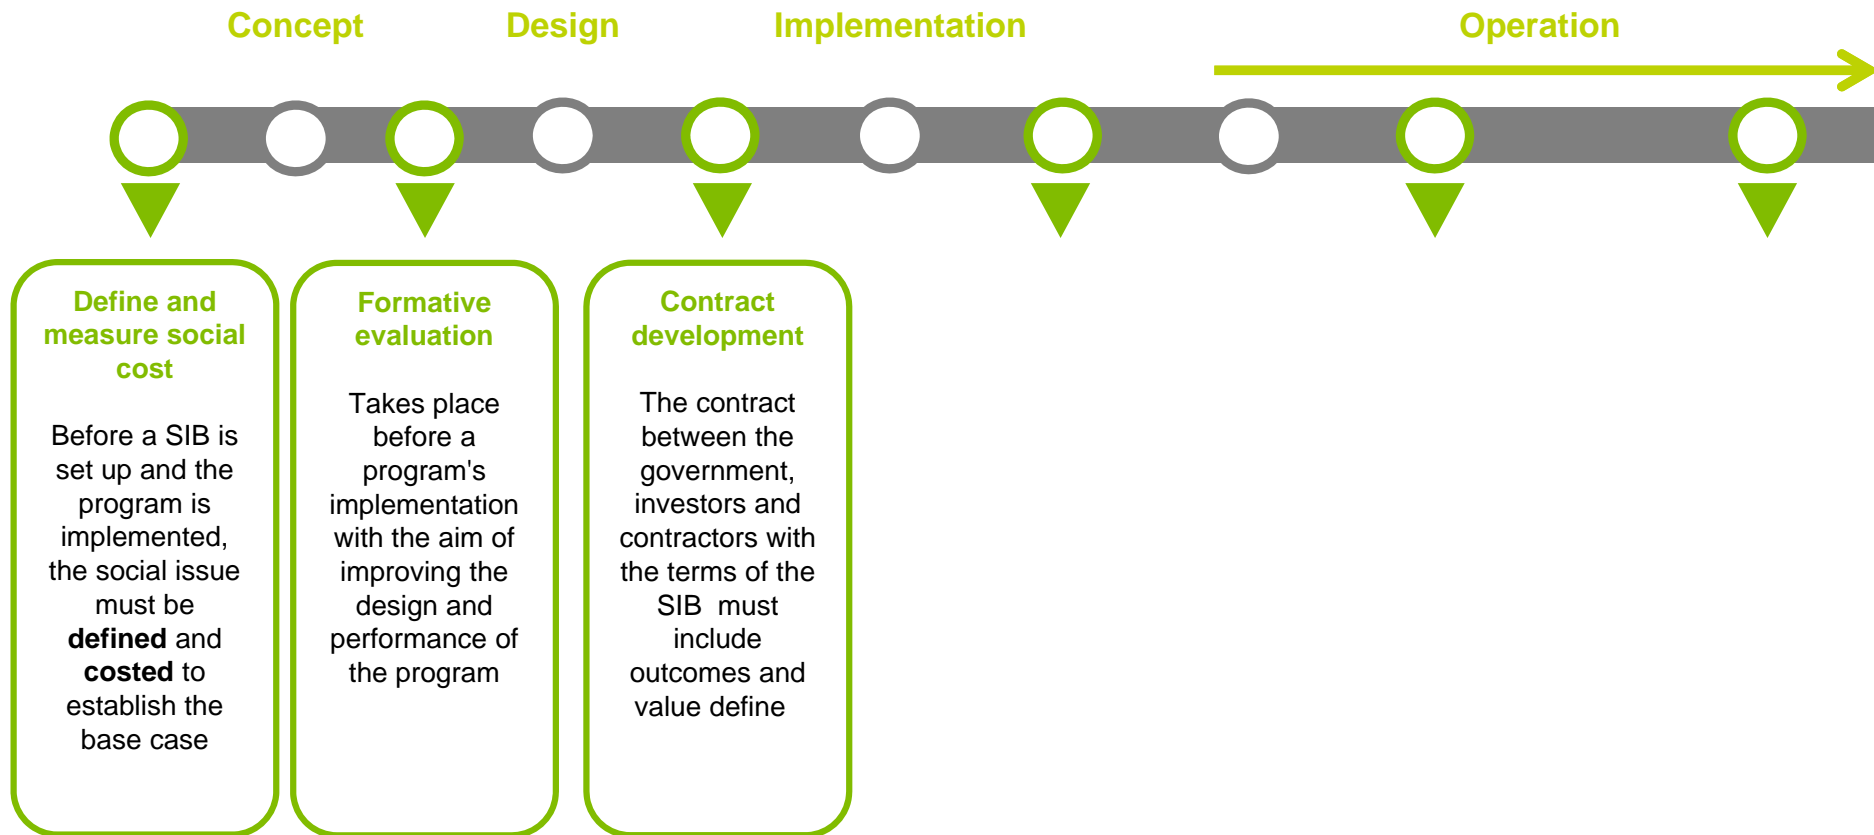 Concept
Design
Implementation
Operation
Define and
measure social
cost
Before a SIB is
set up and the
program is
implemented,
the social issue
must be
defined and
costed to
establish the
base case
Formative
evaluation
Takes place
before a
program's
implementation
with the aim of
improving the
design and
performance of
the program
Contract
development
The contract
between the
government,
investors and
contractors with
the terms of the
SIB  must
include
outcomes and
value define